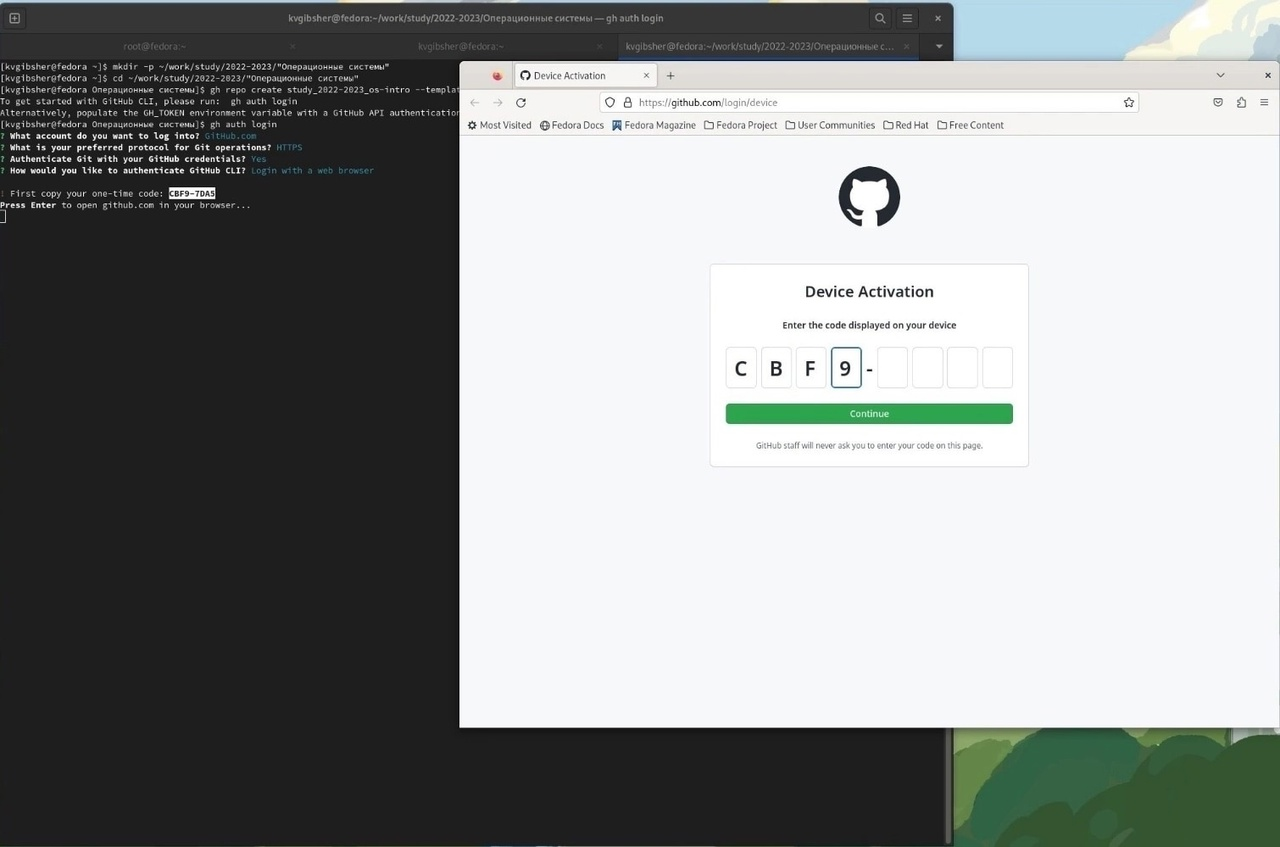 kvgibsher@fedora:~/work/study/2022-2023/Операционные системы — gh auth login
root@fedora:~
kvgibsher@fedora:~
kvgibsher@fedora:~/work/study/2022-2023/Операционные с...
[kvgibsher@fedora ~]$ mkdir -p ~/work/study/2022-2023/"Операционные системы"
[kvgibsher@fedora ~]$ cd ~/work/study/2022-2023/"Операционные системы"
[kvgibsher@fedora Операционные системы]$ gh repo create study_2022-2023_os-intro --templat
To get started with GitHub CLI, please run:  gh auth login
Alternatively, populate the GH_TOKEN environment variable with a GitHub API authentication
[kvgibsher@fedora Операционные системы]$ gh auth login
? What account do you want to log into? GitHub.com
? What is your preferred protocol for Git operations? HTTPS
? Authenticate Git with your GitHub credentials? Yes
? How would you like to authenticate GitHub CLI? Login with a web browser
! First copy your one-time code: CBF9-7DA5
Press Enter to open github.com in your browser...
Device Activation
https://github.com/login/device
Most Visited
Fedora Docs
Fedora Magazine
Fedora Project
User Communities
Red Hat
Free Content
Device Activation
Enter the code displayed on your device
C B F 9 -
Continue
GitHub staff will never ask you to enter your code on this page.